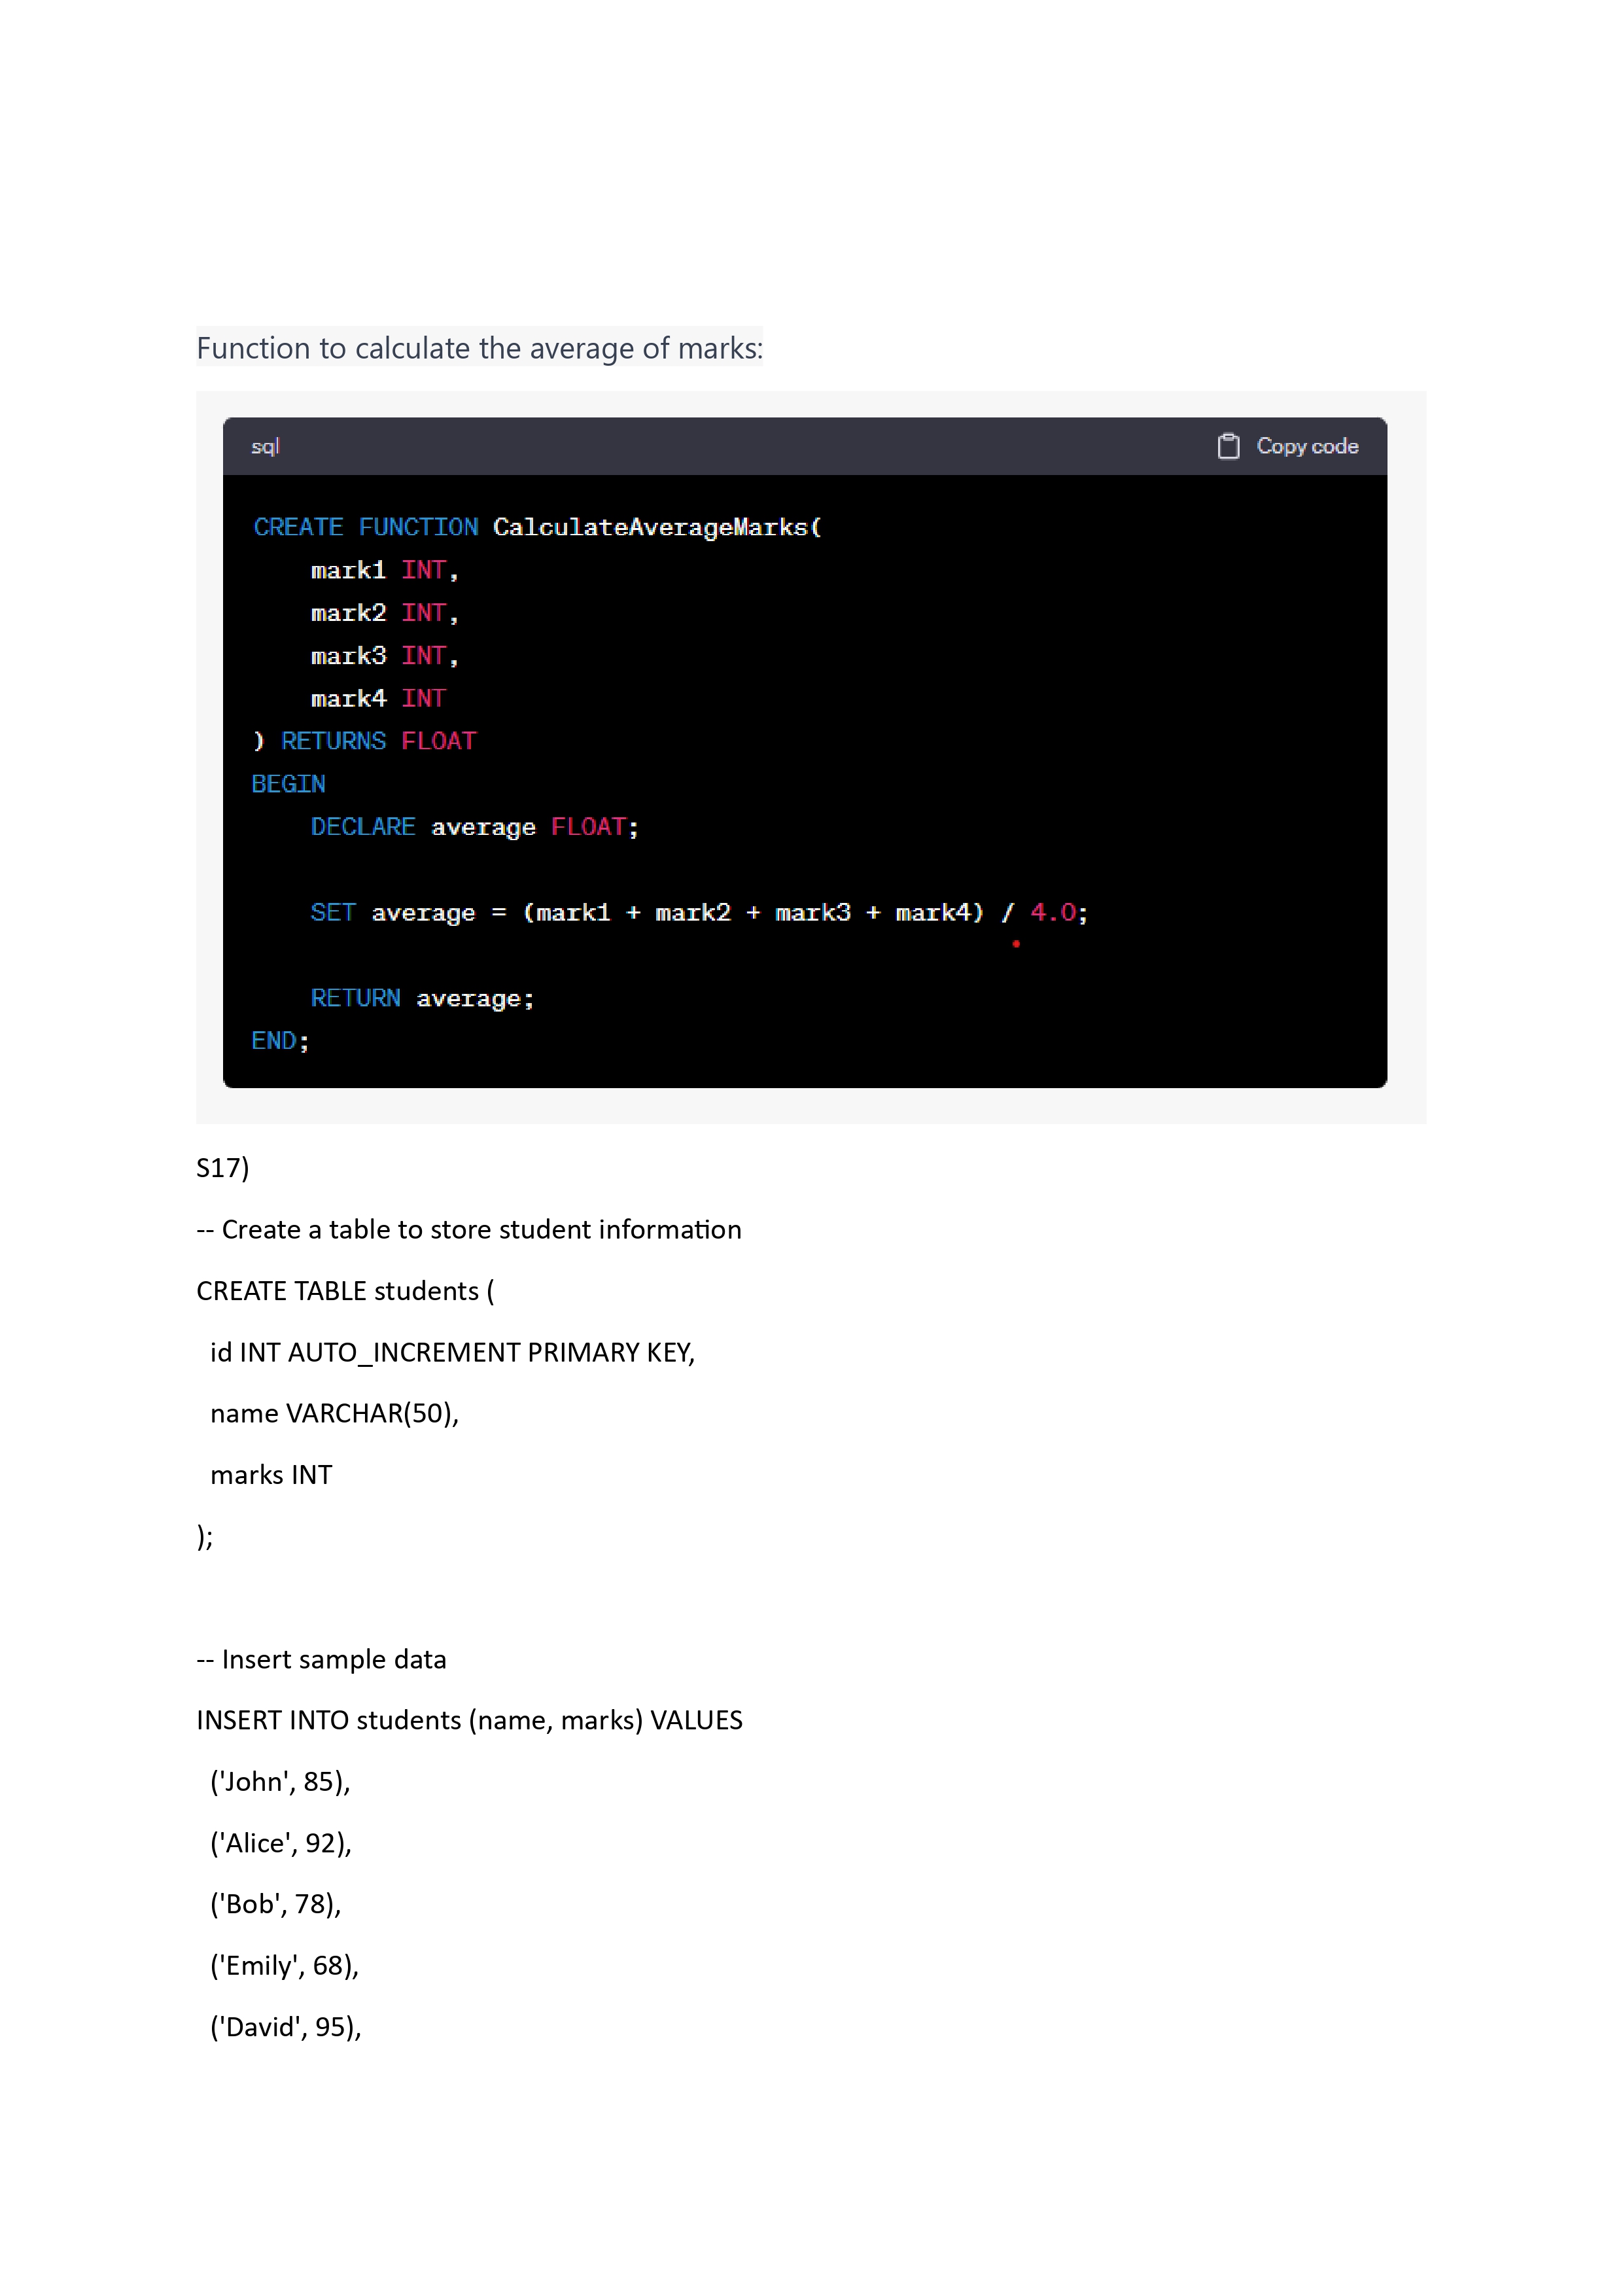 Function to calculate the average of marks:
sql
Copy code
CREATE FUNCTION CalculateAverageMarks(
    mark1 INT,
    mark2 INT,
    mark3 INT,
    mark4 INT
) RETURNS FLOAT
BEGIN
    DECLARE average FLOAT;
    SET average = (mark1 + mark2 + mark3 + mark4) / 4.0;
    RETURN average;
END;
S17)
-- Create a table to store student information
CREATE TABLE students (
  id INT AUTO_INCREMENT PRIMARY KEY,
  name VARCHAR(50),
  marks INT
);
-- Insert sample data
INSERT INTO students (name, marks) VALUES
  ('John', 85),
  ('Alice', 92),
  ('Bob', 78),
  ('Emily', 68),
  ('David', 95),